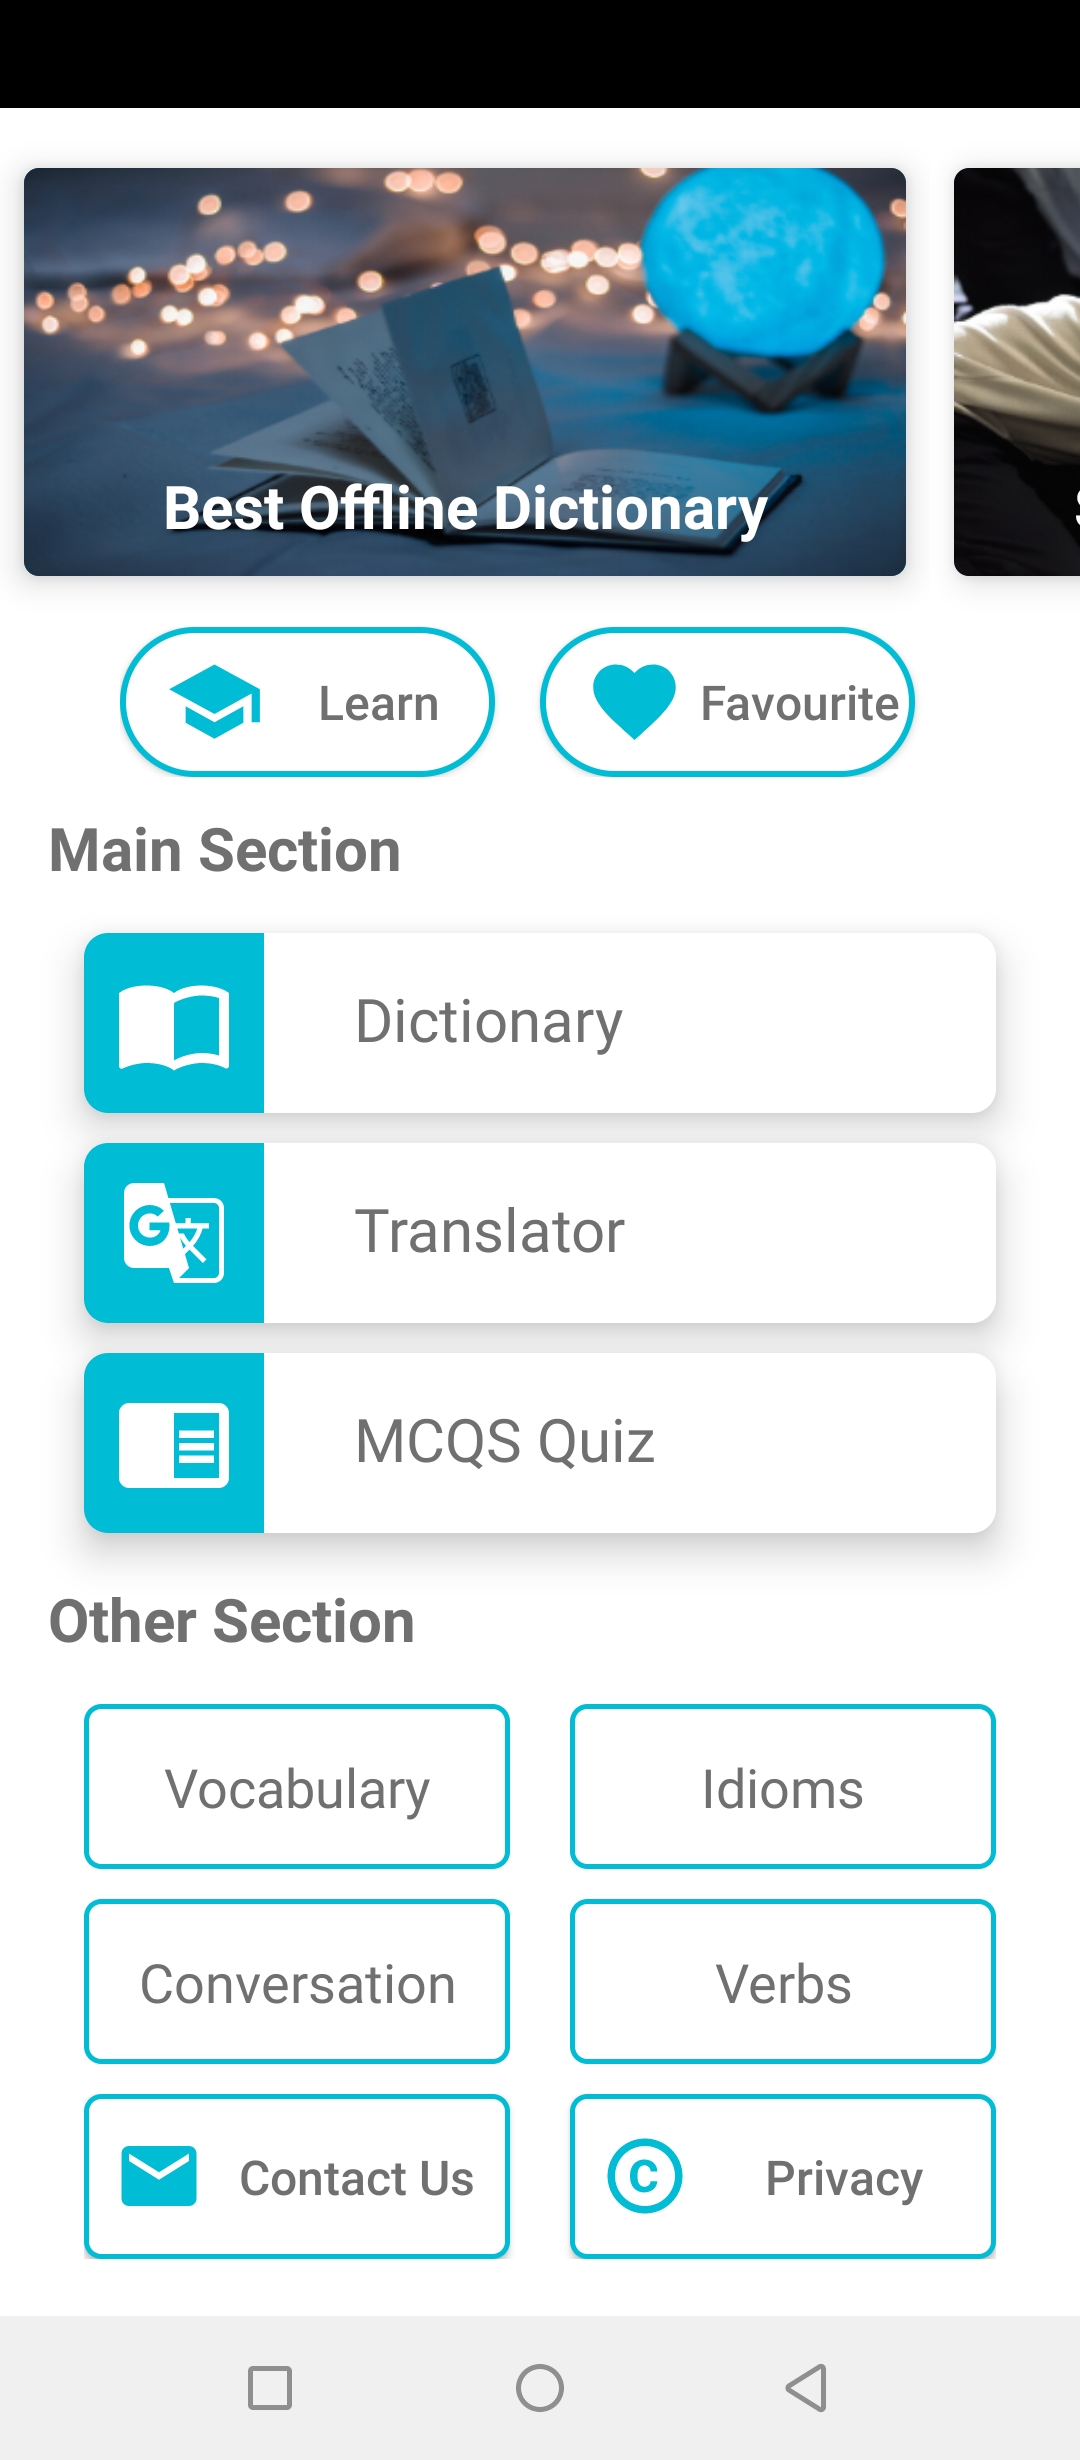 Best Offline Dictionary
Learn
Favourite
Main Section
Dictionary
Translator
MCQS Quiz
Other Section
Vocabulary
Idioms
Conversation
Verbs
Contact Us
Privacy